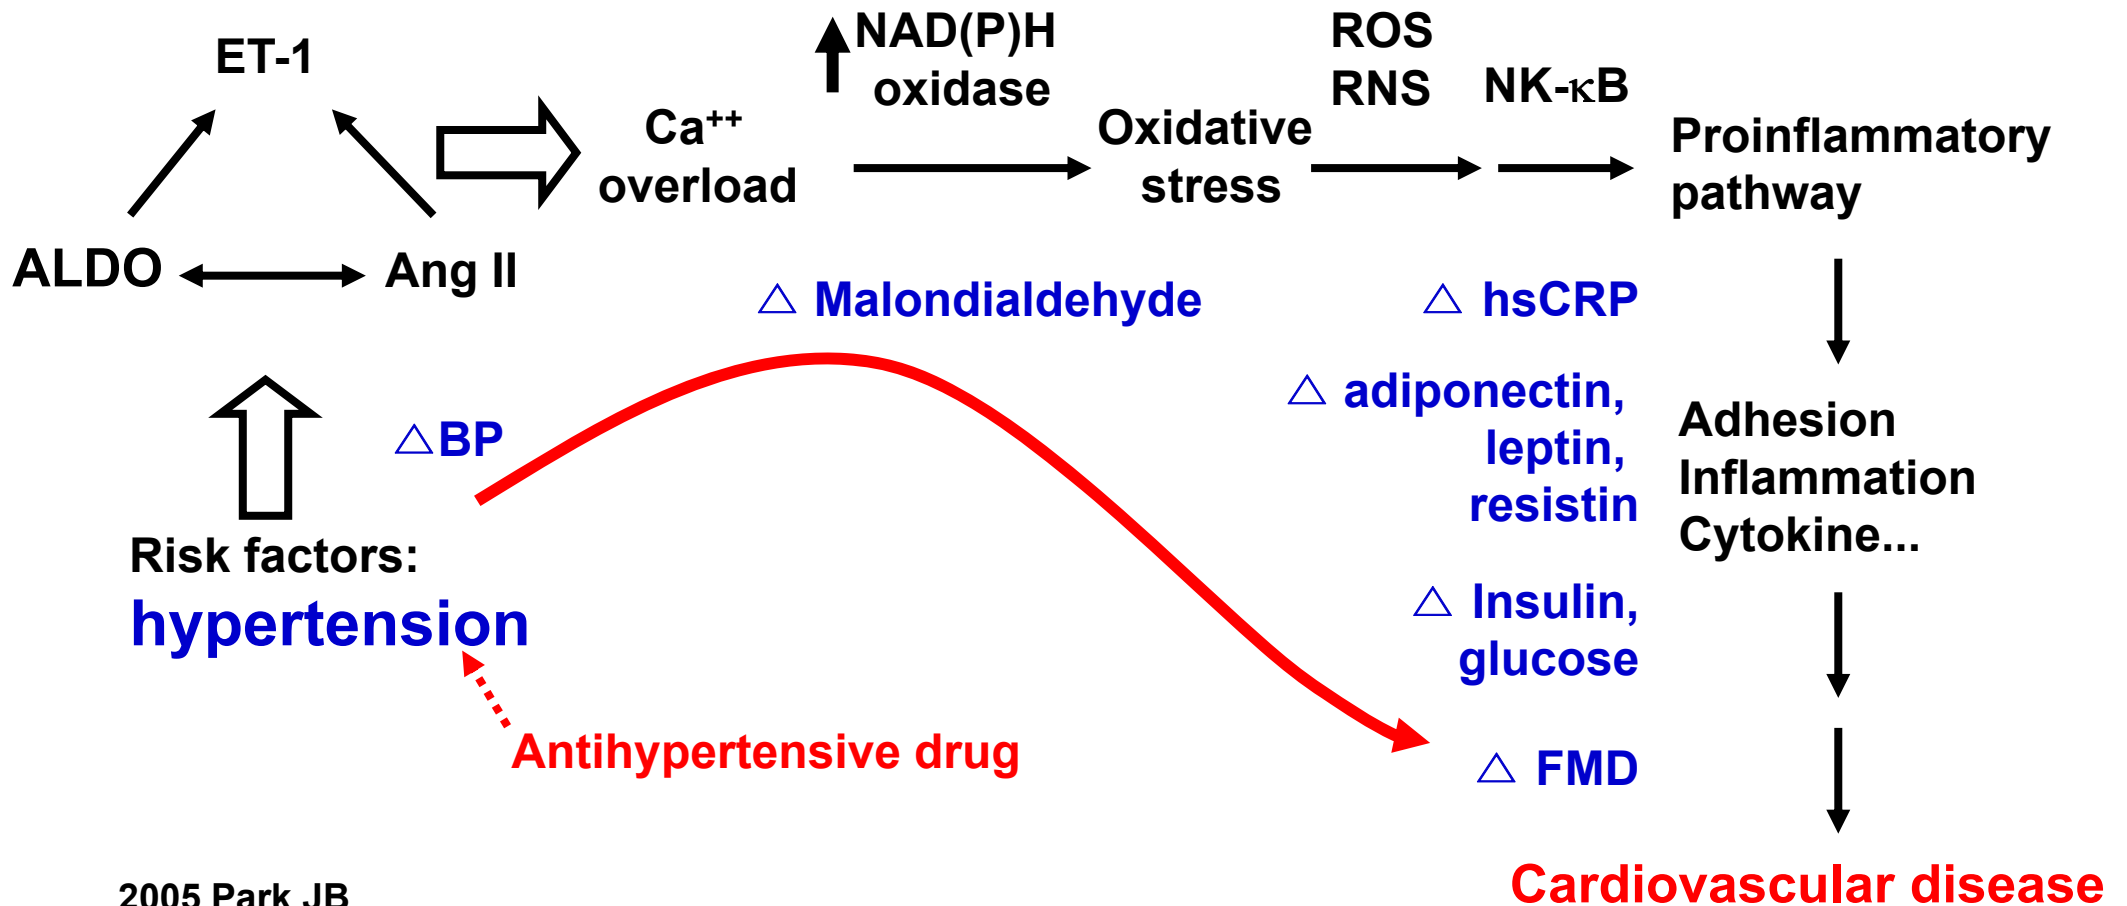 ET-1
NAD(P)H
oxidase
ROS
RNS
NK-κB
Ca⁺⁺
overload
Oxidative
stress
Proinflammatory
pathway
ALDO
Ang II
△ Malondialdehyde
△ hsCRP
△ adiponectin,
leptin,
resistin
△BP
Adhesion
Inflammation
Cytokine...
Risk factors:
hypertension
△ Insulin,
glucose
Antihypertensive drug
△ FMD
Cardiovascular disease
2005 Park JB